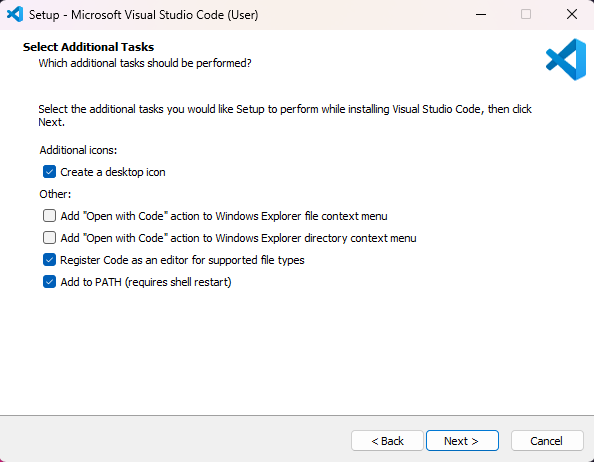 Setup - Microsoft Visual Studio Code (User)
Select Additional Tasks
Which additional tasks should be performed?
Select the additional tasks you would like Setup to perform while installing Visual Studio Code, then click
Next.
Additional icons:
Create a desktop icon
Other:
Add "Open with Code" action to Windows Explorer file context menu
Add "Open with Code" action to Windows Explorer directory context menu
Register Code as an editor for supported file types
Add to PATH (requires shell restart)
< Back Next > Cancel